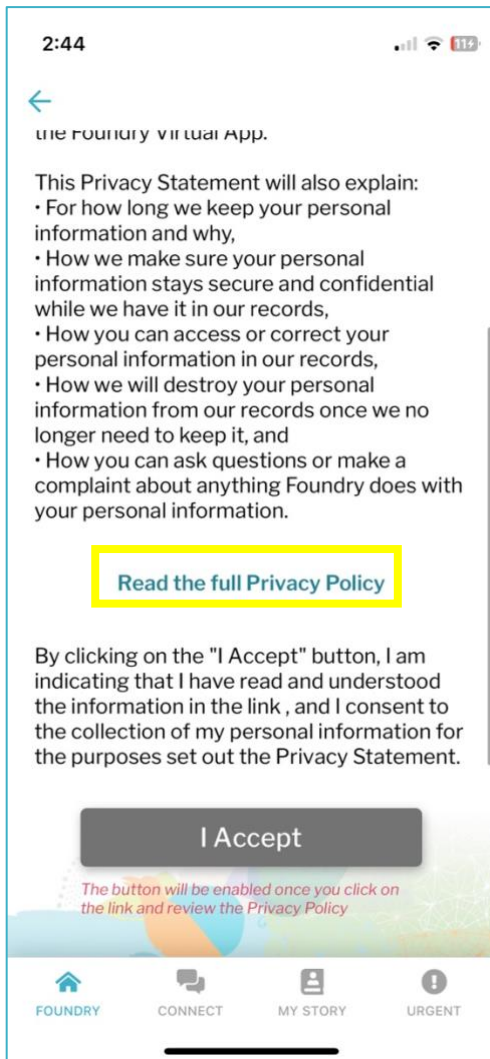 2:44
11
the Foundry Virtual App.
This Privacy Statement will also explain:
• For how long we keep your personal
information and why,
• How we make sure your personal
information stays secure and confidential
while we have it in our records,
• How you can access or correct your
personal information in our records,
• How we will destroy your personal
information from our records once we no
longer need to keep it, and
• How you can ask questions or make a
complaint about anything Foundry does with
your personal information.
Read the full Privacy Policy
By clicking on the "I Accept" button, I am
indicating that I have read and understood
the information in the link , and I consent to
the collection of my personal information for
the purposes set out the Privacy Statement.
I Accept
The button will be enabled once you click on
the link and review the Privacy Policy
FOUNDRY CONNECT MY STORY URGENT